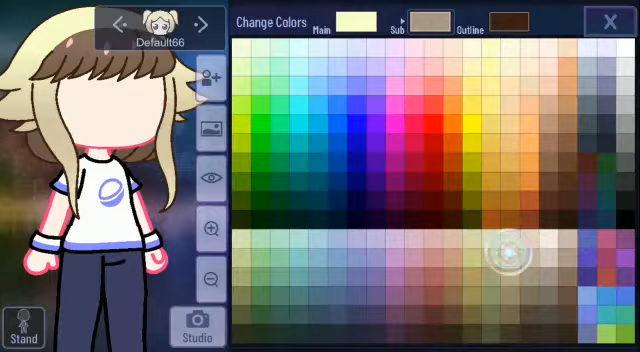 Default66
Change Colors
Main
Sub
Outline
X
Stand
Studio